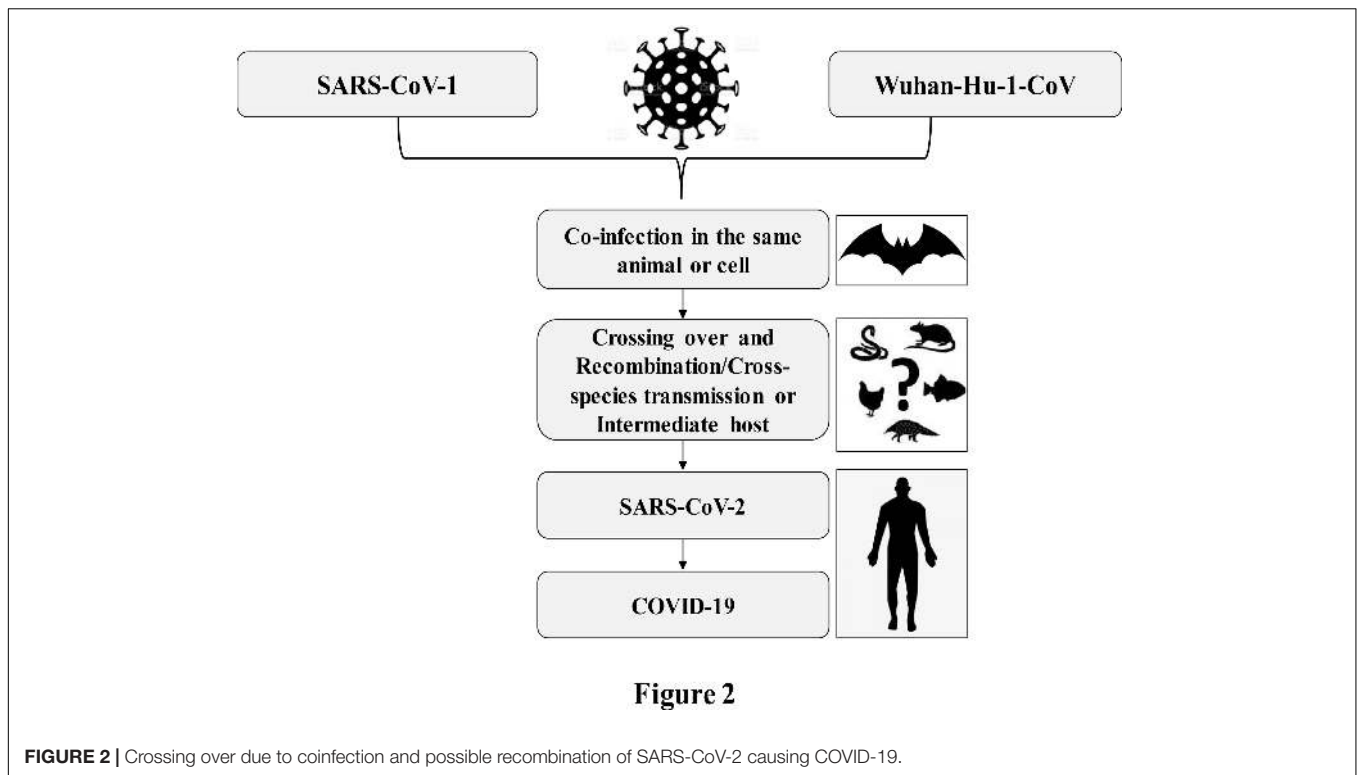 SARS-CoV-1
Wuhan-Hu-1-CoV
Co-infection in the same
animal or cell
Crossing over and
Recombination/Cross-
species transmission or
Intermediate host
?
SARS-CoV-2
COVID-19
Figure 2
FIGURE 2 | Crossing over due to coinfection and possible recombination of SARS-CoV-2 causing COVID-19.